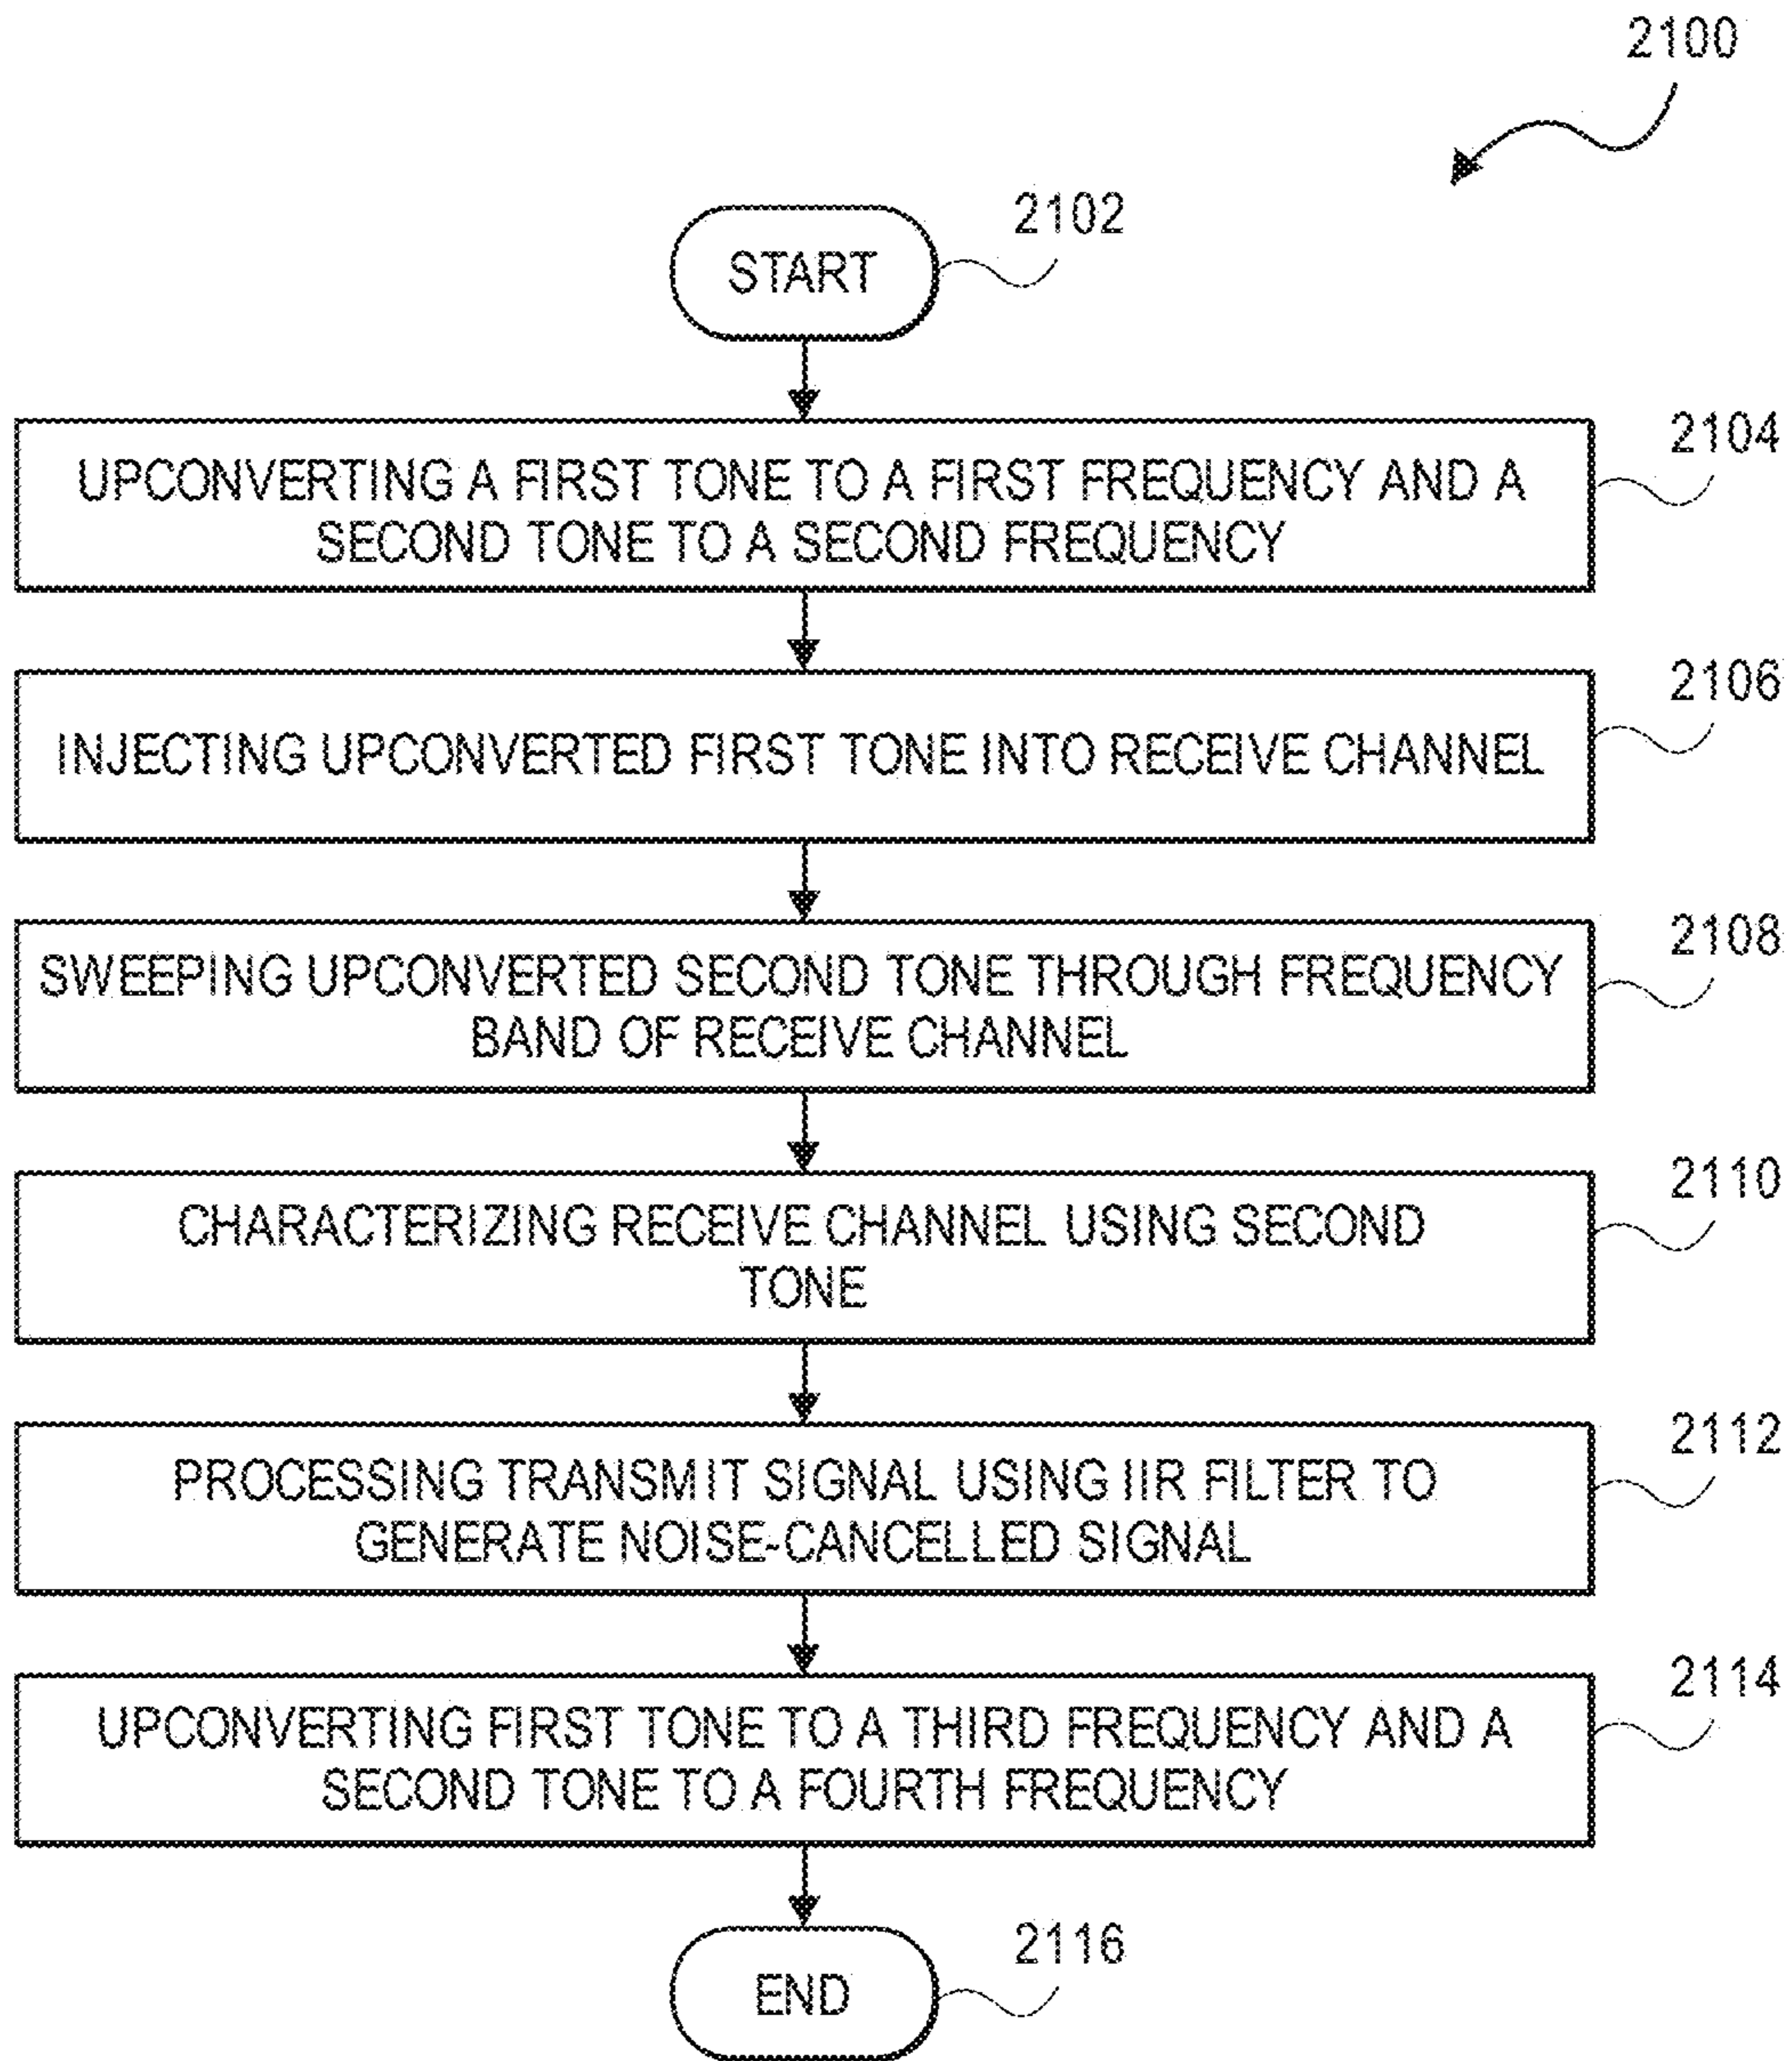 2100
2102
START
2104
UPCONVERTING A FIRST TONE TO A FIRST FREQUENCY AND A
SECOND TONE TO A SECOND FREQUENCY
2106
INJECTING UPCONVERTED FIRST TONE INTO RECEIVE CHANNEL
2108
SWEEPING UPCONVERTED SECOND TONE THROUGH FREQUENCY
BAND OF RECEIVE CHANNEL
2110
CHARACTERIZING RECEIVE CHANNEL USING SECOND
TONE
2112
PROCESSING TRANSMIT SIGNAL USING IIR FILTER TO
GENERATE NOISE-CANCELLED SIGNAL
2114
UPCONVERTING FIRST TONE TO A THIRD FREQUENCY AND A
SECOND TONE TO A FOURTH FREQUENCY
2116
END